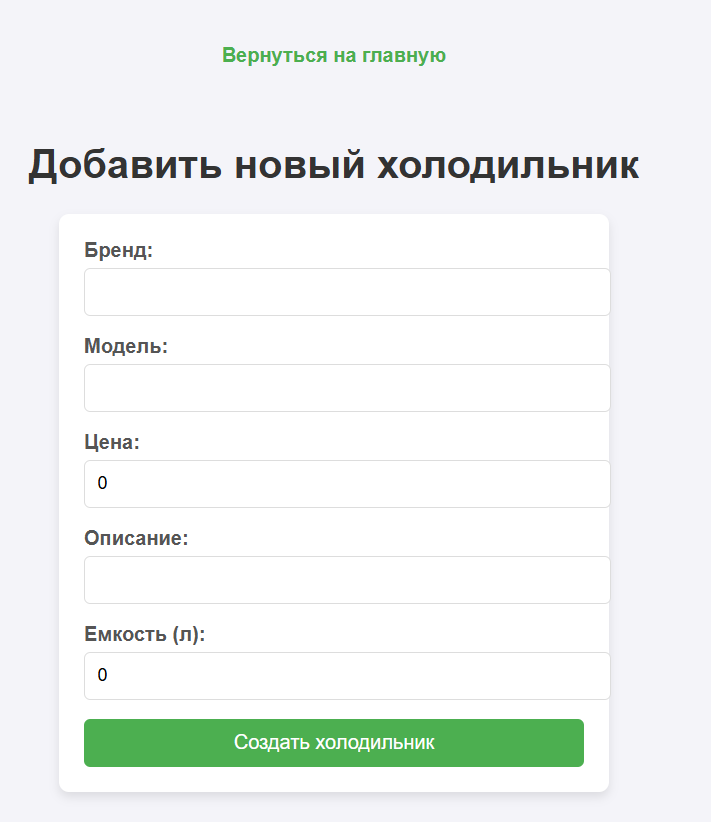 Вернуться на главную
Добавить новый холодильник
Бренд:
Модель:
Цена:
0
Описание:
Емкость (л):
0
Создать холодильник